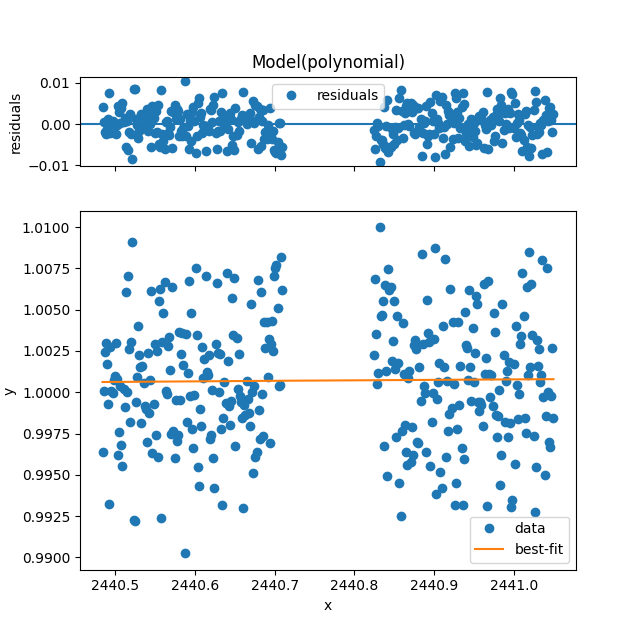 Model(polynomial)
0.01
0.00
−0.01
residuals
residuals
1.0100
1.0075
1.0050
1.0025
1.0000
0.9975
0.9950
0.9925
0.9900
y
data
best-fit
2440.5 2440.6 2440.7 2440.8 2440.9 2441.0
x